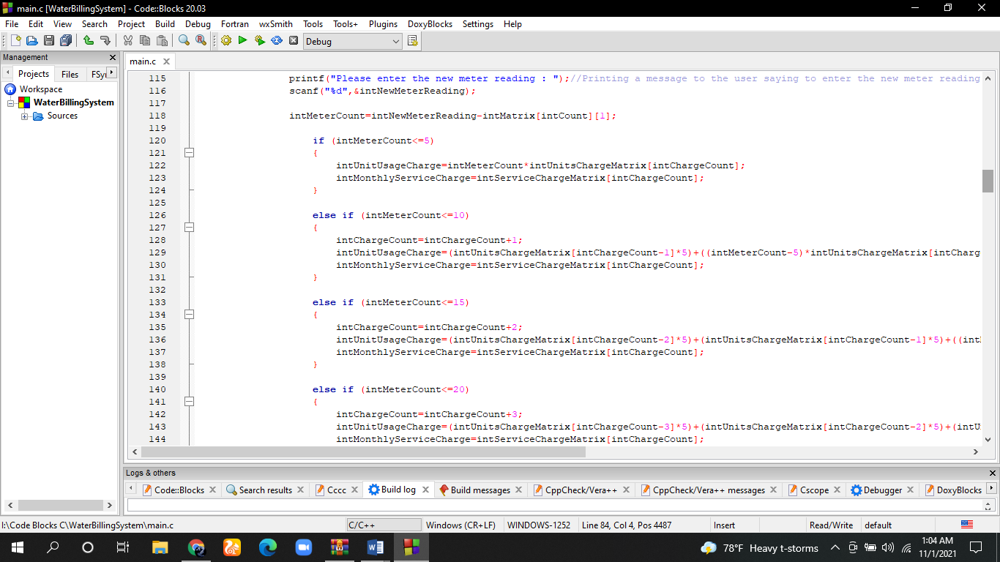 main.c [WaterBillingSystem] - Code::Blocks 20.03
File Edit View Search Project Build Debug Fortran wxSmith Tools Tools+ Plugins DoxyBlocks Settings Help
Debug
Management
main.c
Projects Files FSy
Workspace
WaterBillingSystem
Sources
115 printf("Please enter the new meter reading : ");//Printing a message to the user saying to enter the new meter reading
116 scanf("%d",&intNewMeterReading);
117
118 intMeterCount=intNewMeterReading-intMatrix[intCount][1];
119
120 if (intMeterCount<=5)
121 {
122 intUnitUsageCharge=intMeterCount*intUnitsChargeMatrix[intChargeCount];
123 intMonthlyServiceCharge=intServiceChargeMatrix[intChargeCount];
124 }
125
126 else if (intMeterCount<=10)
127 {
128 intChargeCount=intChargeCount+1;
129 intUnitUsageCharge=(intUnitsChargeMatrix[intChargeCount-1]*5)+((intMeterCount-5)*intUnitsChargeMatrix[intCharg
130 intMonthlyServiceCharge=intServiceChargeMatrix[intChargeCount];
131 }
132
133 else if (intMeterCount<=15)
134 {
135 intChargeCount=intChargeCount+2;
136 intUnitUsageCharge=(intUnitsChargeMatrix[intChargeCount-2]*5)+(intUnitsChargeMatrix[intChargeCount-1]*5)+((int
137 intMonthlyServiceCharge=intServiceChargeMatrix[intChargeCount];
138 }
139
140 else if (intMeterCount<=20)
141 {
142 intChargeCount=intChargeCount+3;
143 intUnitUsageCharge=(intUnitsChargeMatrix[intChargeCount-3]*5)+(intUnitsChargeMatrix[intChargeCount-2]*5)+(intU
144 intMonthlyServiceCharge=intServiceChargeMatrix[intChargeCount];
Logs & others
Code::Blocks Search results Cccc Build log Build messages CppCheck/Vera++ CppCheck/Vera++ messages Cscope Debugger DoxyBlocks
I:\Code Blocks C\WaterBillingSystem\main.c C/C++ Windows (CR+LF) WINDOWS-1252 Line 84, Col 4, Pos 4487 Insert Read/Write default
78°F Heavy t-storms
1:04 AM
11/1/2021